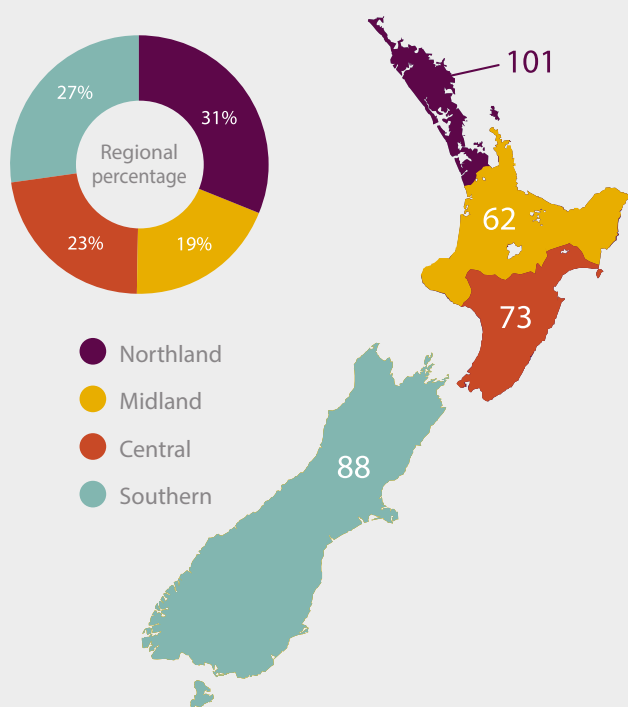 27%
31%
Regional
percentage
23%
19%
101
62
73
88
Northland
Midland
Central
Southern